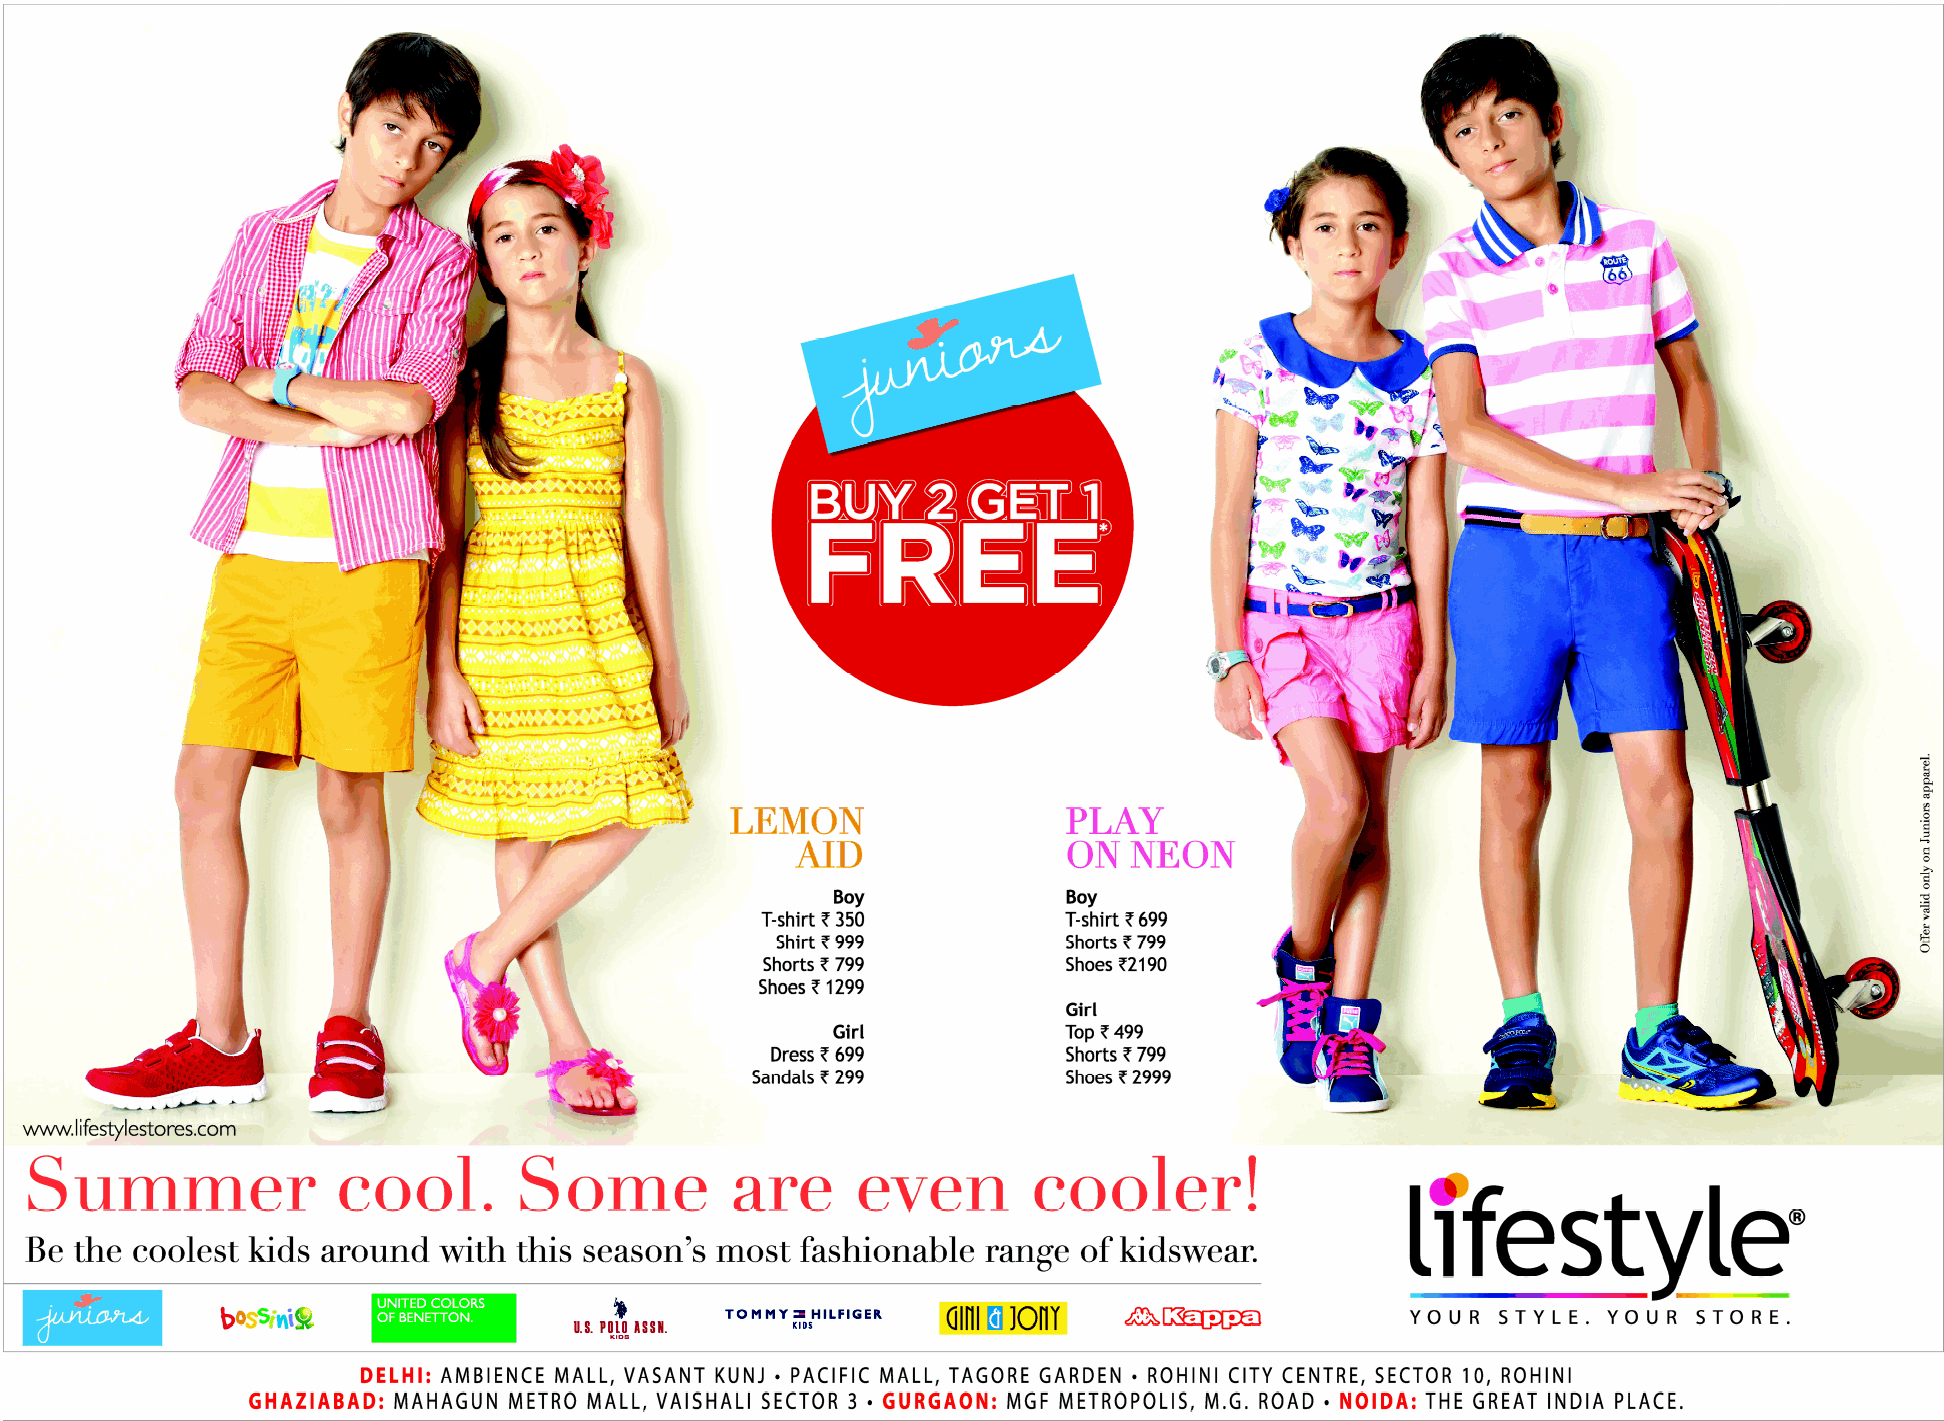 juniors
BUY 2 GET 1
FREE*
ROUTE
66
LEMON
AID
Boy
T-shirt ₹ 350
Shirt ₹ 999
Shorts ₹ 799
Shoes ₹ 1299
Girl
Dress ₹ 699
Sandals ₹ 299
PLAY
ON NEON
Boy
T-shirt ₹ 699
Shorts ₹ 799
Shoes ₹2190
Girl
Top ₹ 499
Shorts ₹ 799
Shoes ₹ 2999
Offer valid only on Juniors apparel.
www.lifestylestores.com
Summer cool. Some are even cooler!
Be the coolest kids around with this season's most fashionable range of kidswear.
lifestyle®
YOUR STYLE. YOUR STORE.
juniors
bossini
UNITED COLORS
OF BENETTON.
U.S. POLO ASSN.
KIDS
TOMMY HILFIGER
KIDS
GINI & JONY
Kappa
DELHI: AMBIENCE MALL, VASANT KUNJ • PACIFIC MALL, TAGORE GARDEN • ROHINI CITY CENTRE, SECTOR 10, ROHINI
GHAZIABAD: MAHAGUN METRO MALL, VAISHALI SECTOR 3 • GURGAON: MGF METROPOLIS, M.G. ROAD • NOIDA: THE GREAT INDIA PLACE.